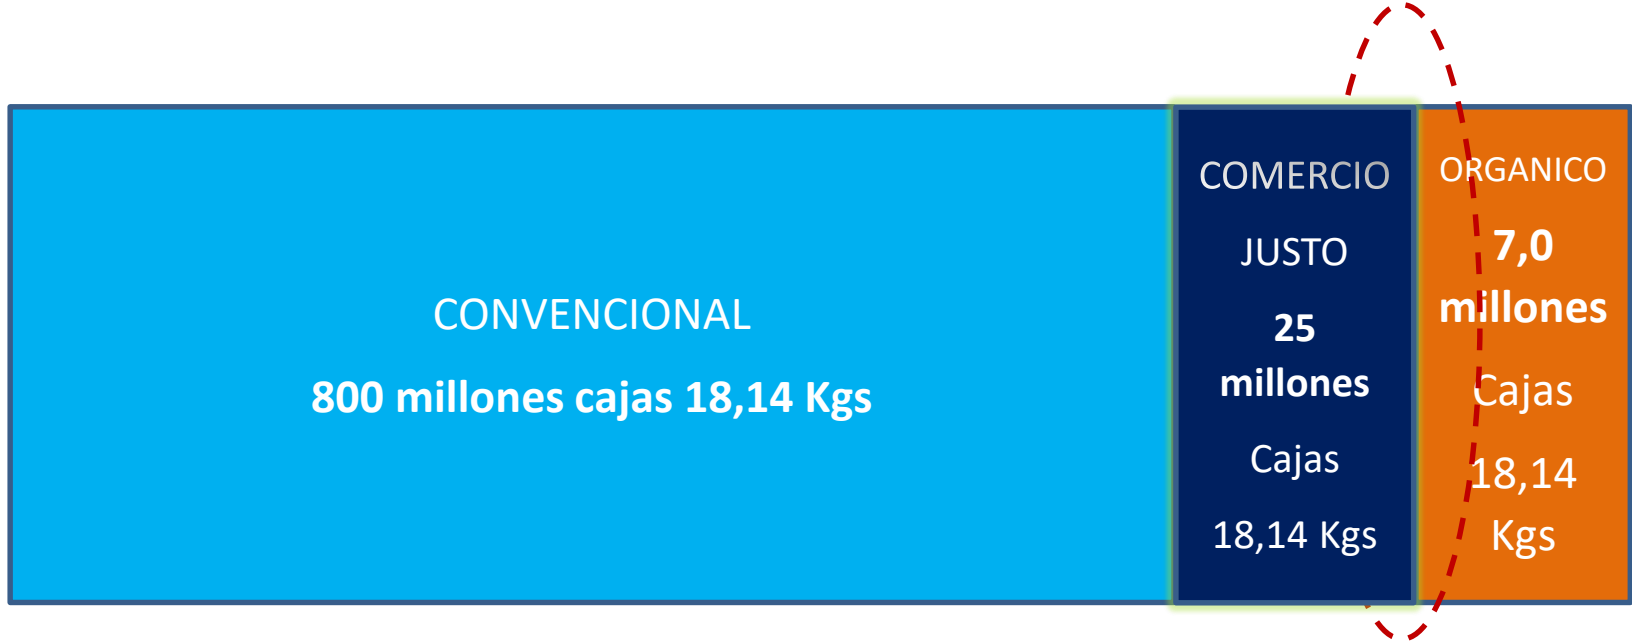 CONVENCIONAL
800 millones cajas 18,14 Kgs
COMERCIO
JUSTO
25
millones
Cajas
18,14 Kgs
ORGANICO
7,0
millones
Cajas
18,14
Kgs